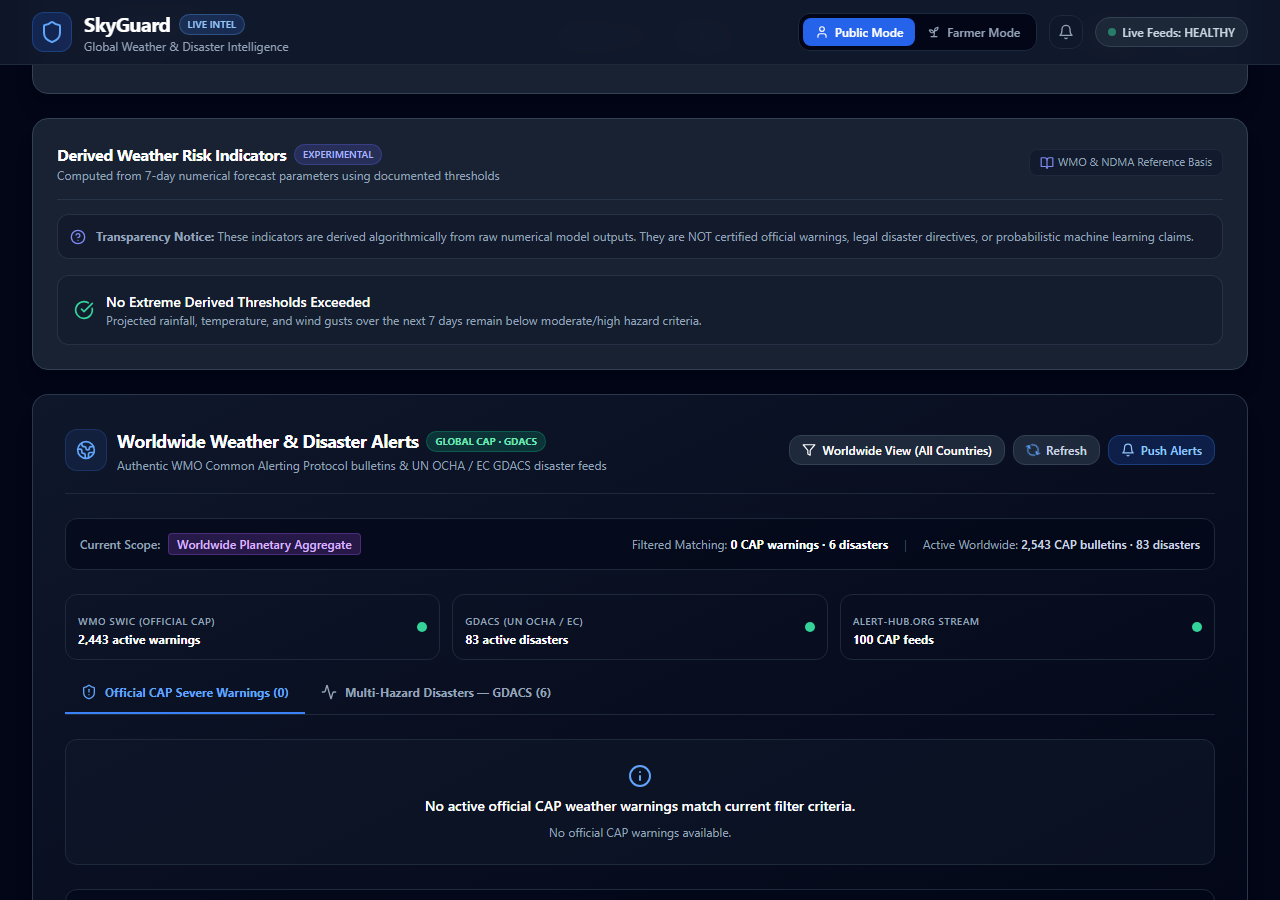 SkyGuard LIVE INTEL
Global Weather & Disaster Intelligence
Public Mode
Farmer Mode
Live Feeds: HEALTHY
Derived Weather Risk Indicators EXPERIMENTAL
Computed from 7-day numerical forecast parameters using documented thresholds
WMO & NDMA Reference Basis
Transparency Notice: These indicators are derived algorithmically from raw numerical model outputs. They are NOT certified official warnings, legal disaster directives, or probabilistic machine learning claims.
No Extreme Derived Thresholds Exceeded
Projected rainfall, temperature, and wind gusts over the next 7 days remain below moderate/high hazard criteria.
Worldwide Weather & Disaster Alerts GLOBAL CAP · GDACS
Authentic WMO Common Alerting Protocol bulletins & UN OCHA / EC GDACS disaster feeds
Worldwide View (All Countries)
Refresh
Push Alerts
Current Scope: Worldwide Planetary Aggregate
Filtered Matching: 0 CAP warnings · 6 disasters | Active Worldwide: 2,543 CAP bulletins · 83 disasters
WMO SWIC (OFFICIAL CAP)
2,443 active warnings
GDACS (UN OCHA / EC)
83 active disasters
ALERT-HUB.ORG STREAM
100 CAP feeds
Official CAP Severe Warnings (0)
Multi-Hazard Disasters — GDACS (6)
No active official CAP weather warnings match current filter criteria.
No official CAP warnings available.